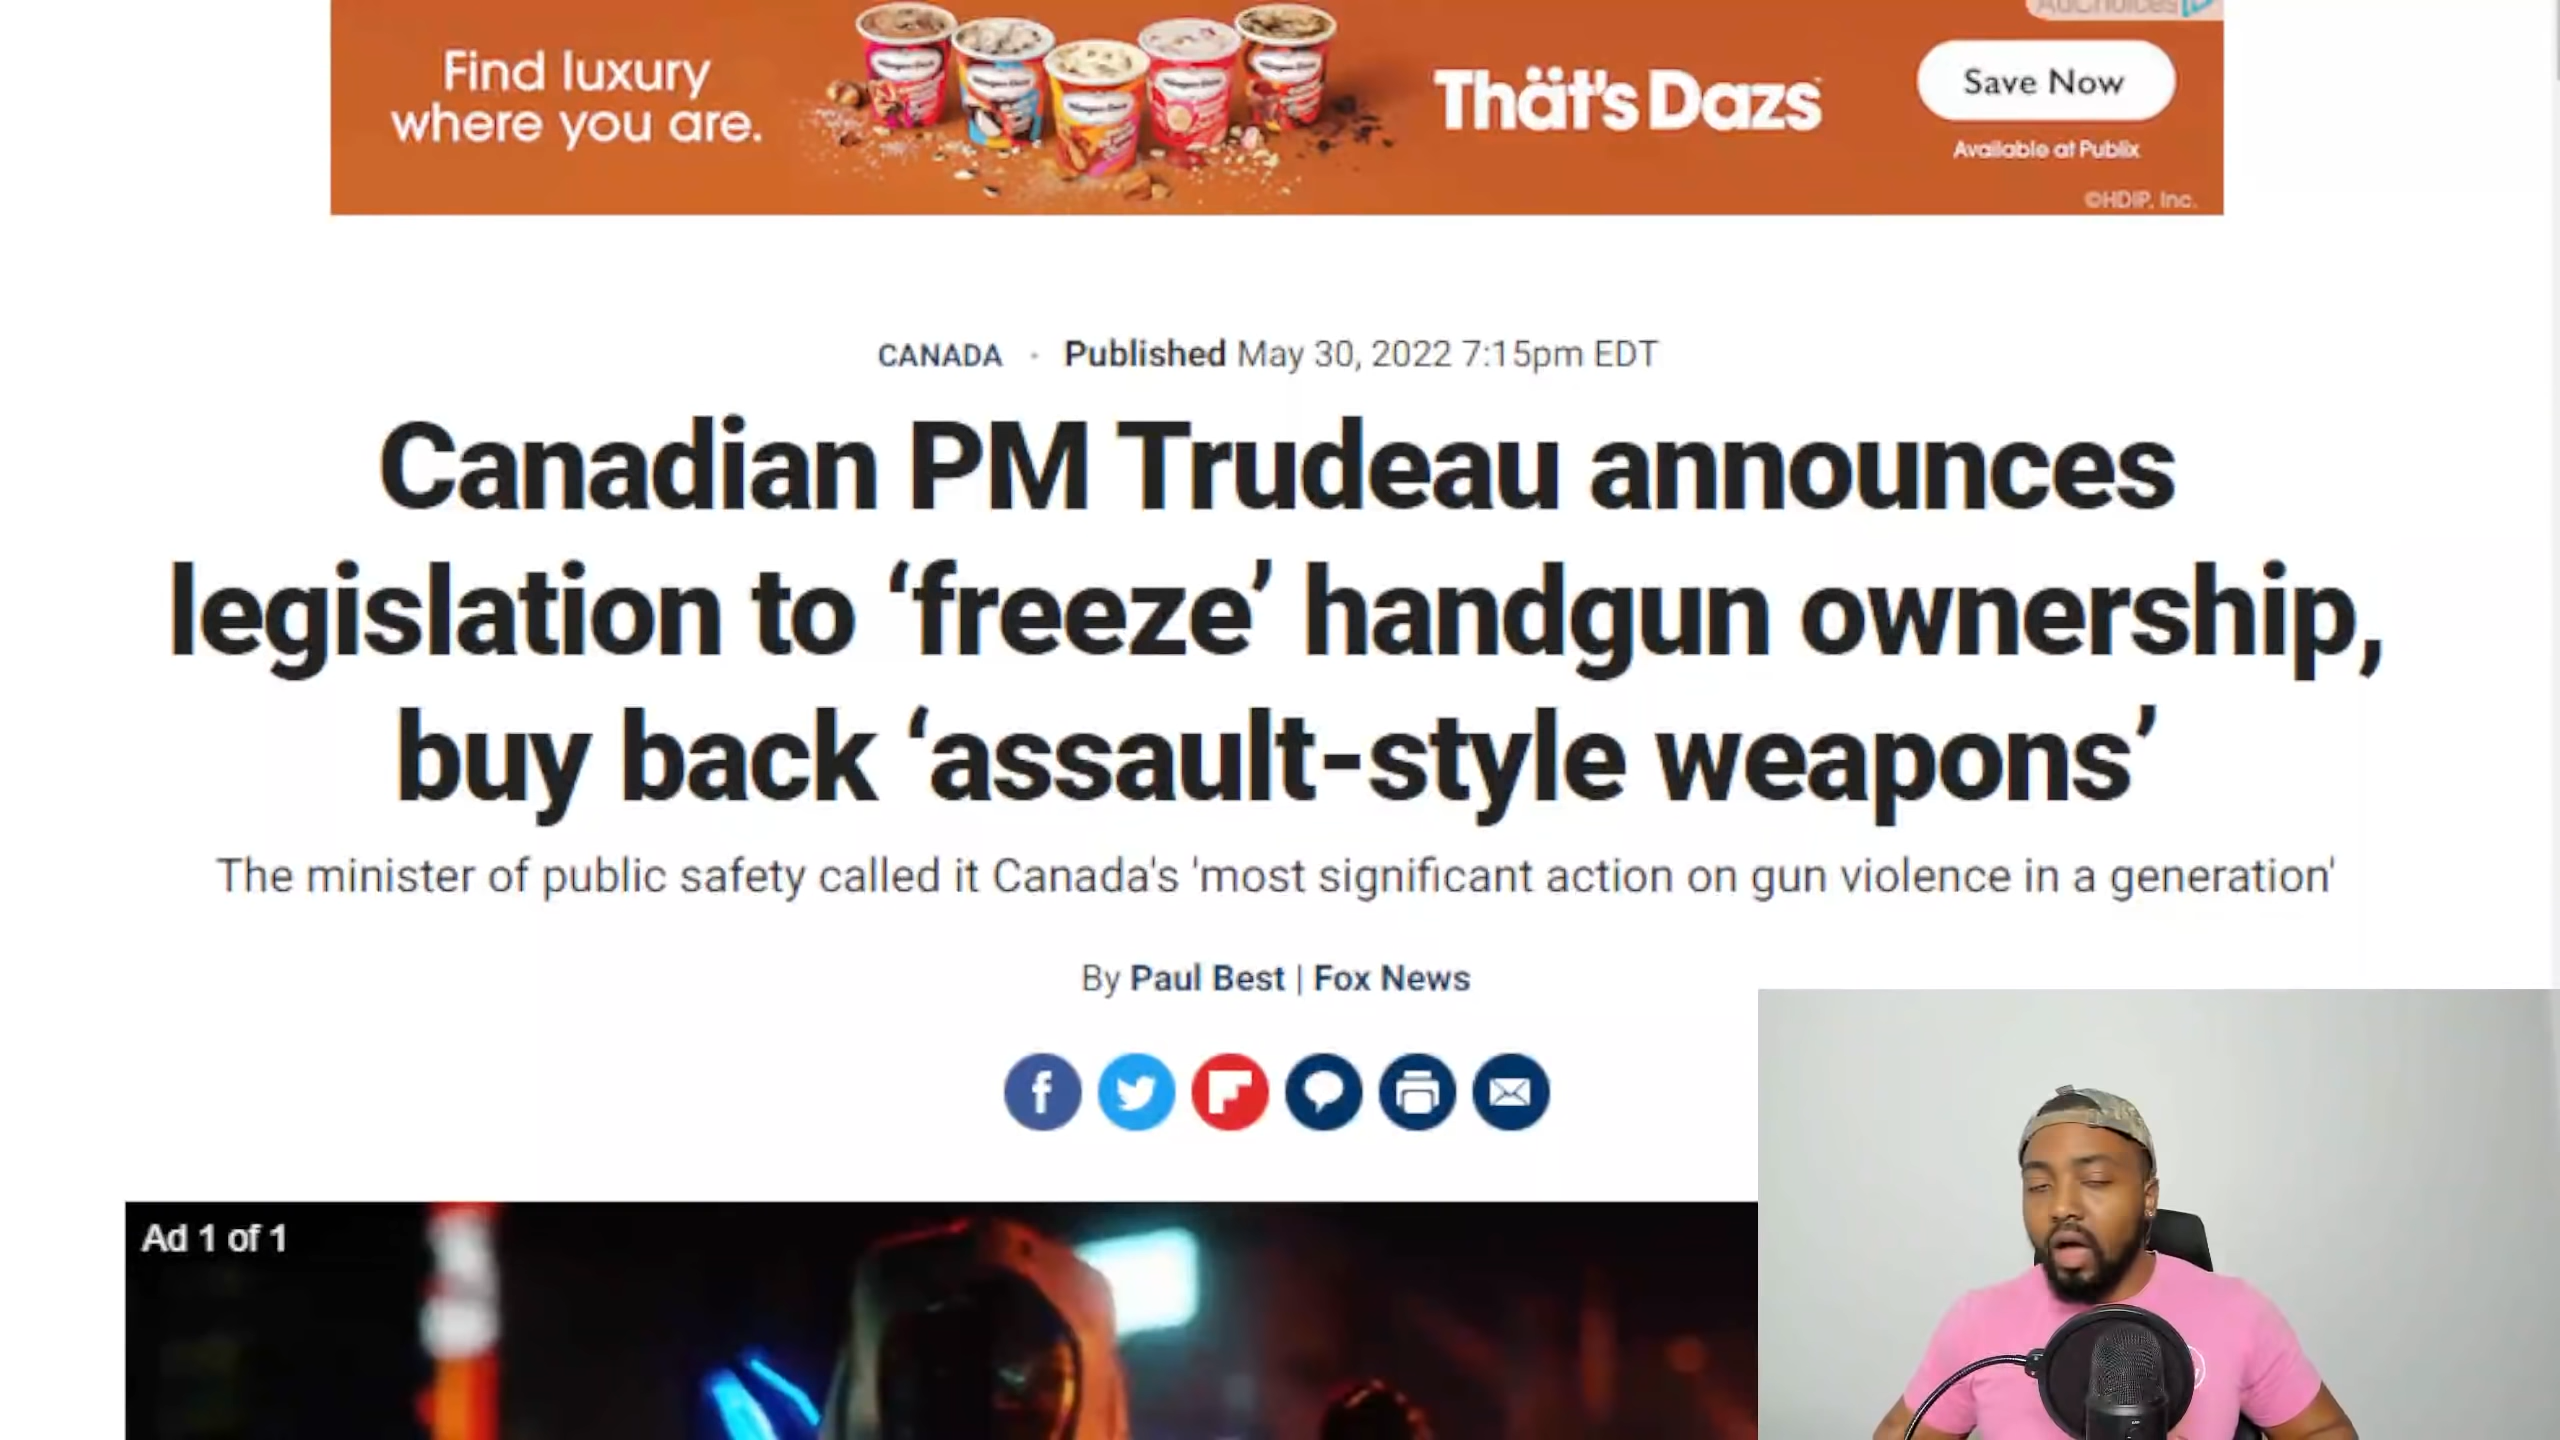 AdChoices
Find luxury
where you are.
Thät's Dazs
Save Now
Available at Publix
©HDIP, Inc.
CANADA · Published May 30, 2022 7:15pm EDT
Canadian PM Trudeau announces
legislation to ‘freeze’ handgun ownership,
buy back ‘assault-style weapons’
The minister of public safety called it Canada's 'most significant action on gun violence in a generation'
By Paul Best | Fox News
Ad 1 of 1